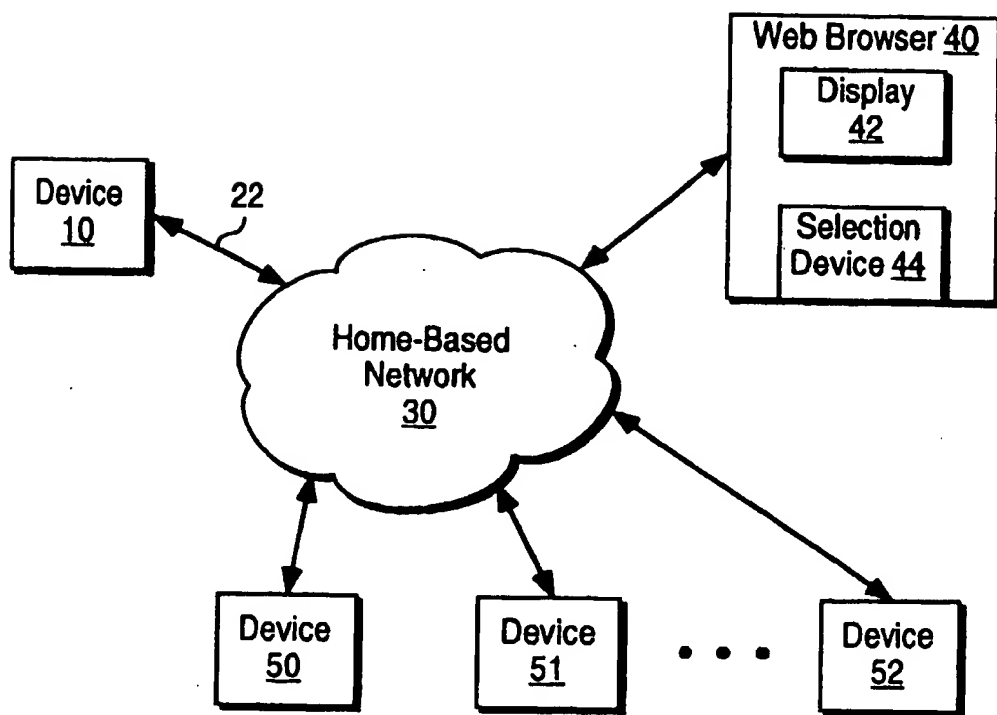 Web Browser 40
Display
42
Selection
Device 44
Device
10
22
Home-Based
Network
30
Device
50
Device
51
Device
52